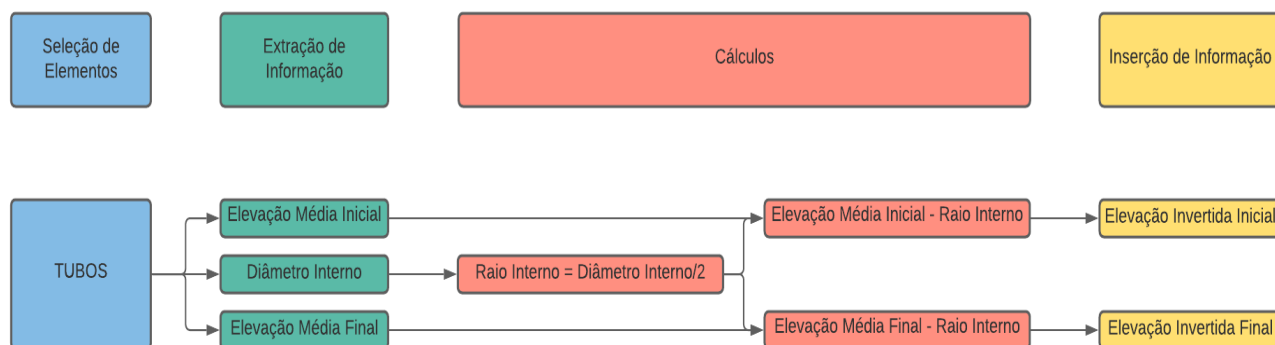 Seleção de
Elementos
Extração de
Informação
Cálculos
Inserção de Informação
TUBOS
Elevação Média Inicial
Elevação Média Inicial - Raio Interno
Elevação Invertida Inicial
Diâmetro Interno
Raio Interno = Diâmetro Interno/2
Elevação Média Final
Elevação Média Final - Raio Interno
Elevação Invertida Final